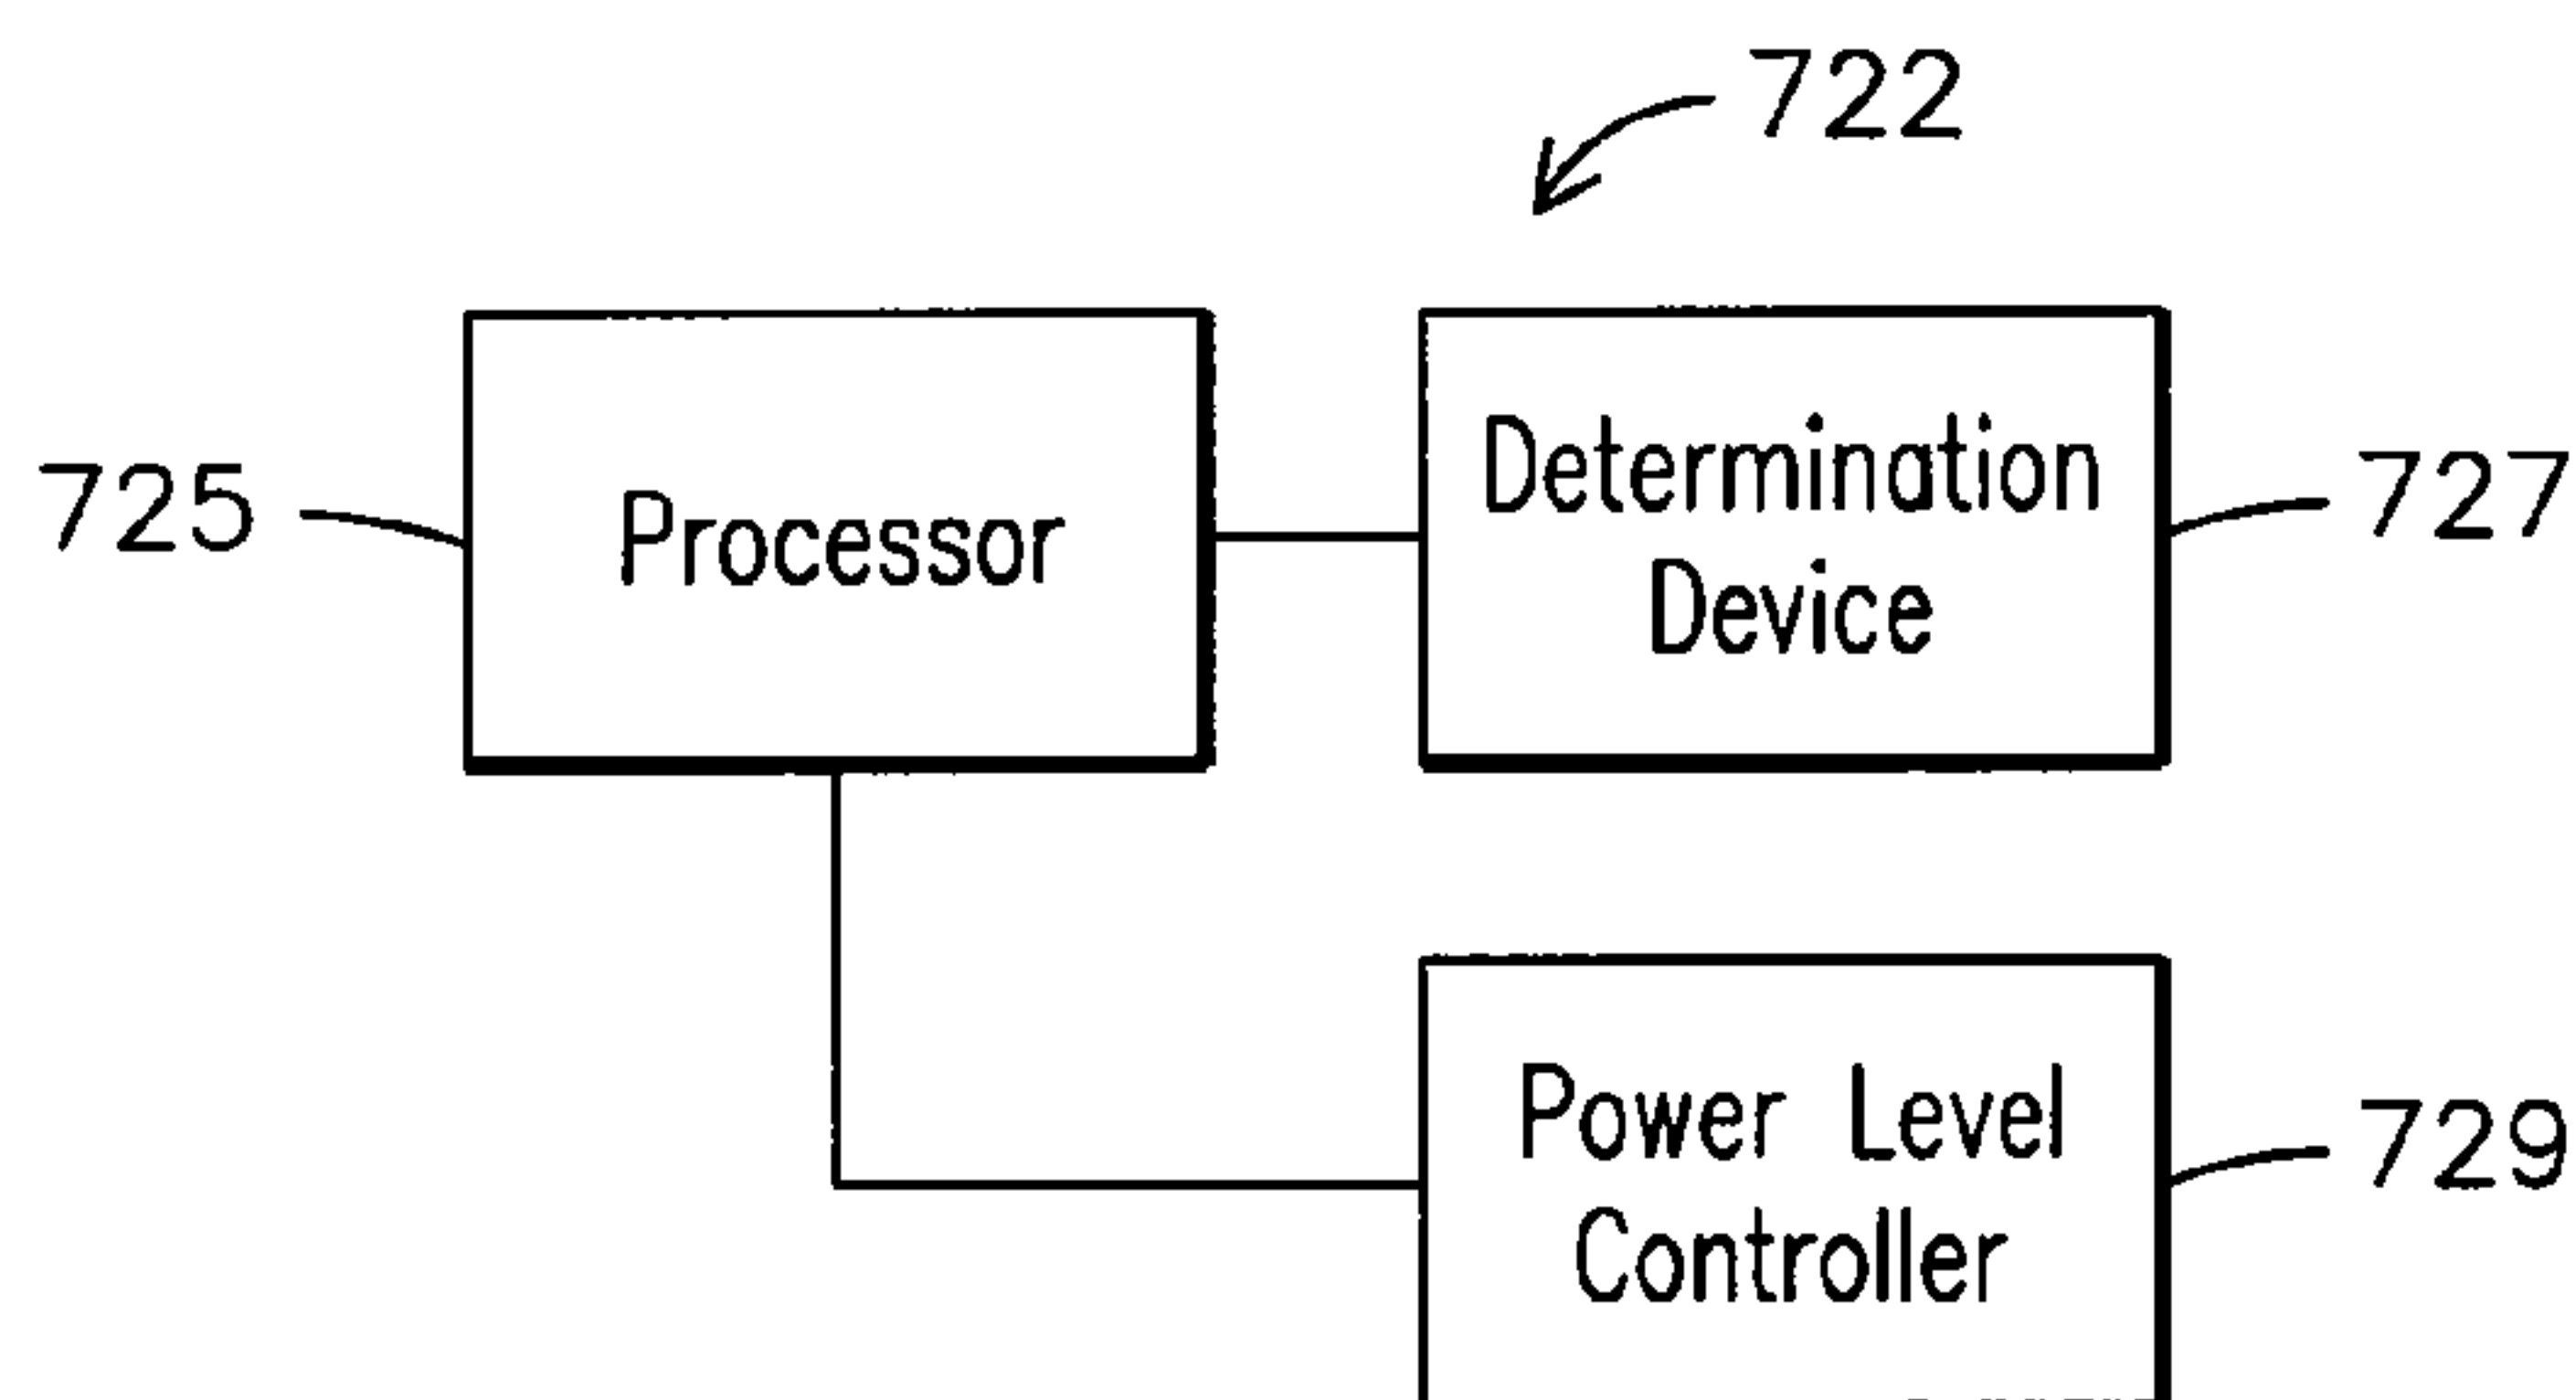 722
725
Processor
Determination
Device
727
Power Level
Controller
729